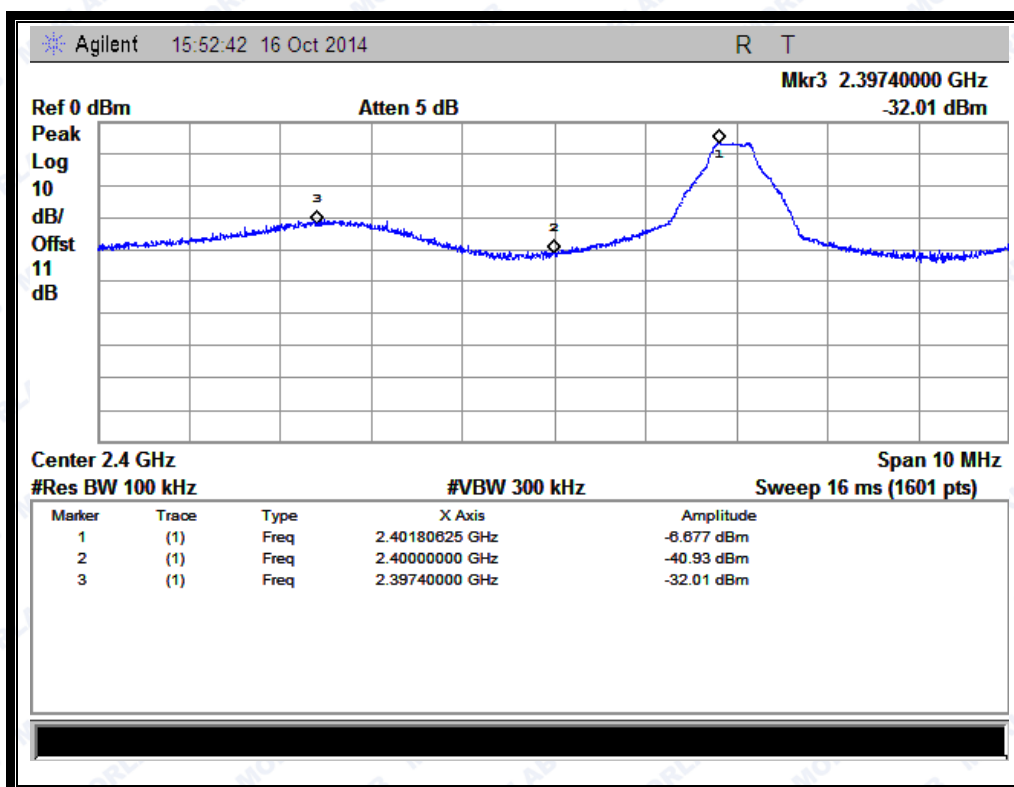 Agilent 15:52:42 16 Oct 2014 R T
Mkr3 2.39740000 GHz
Ref 0 dBm Atten 5 dB -32.01 dBm
Peak
Log
10
dB/
Offst
11
dB
1
2
3
Center 2.4 GHz Span 10 MHz
#Res BW 100 kHz #VBW 300 kHz Sweep 16 ms (1601 pts)
Marker Trace Type X Axis Amplitude
1 (1) Freq 2.40180625 GHz -6.677 dBm
2 (1) Freq 2.40000000 GHz -40.93 dBm
3 (1) Freq 2.39740000 GHz -32.01 dBm